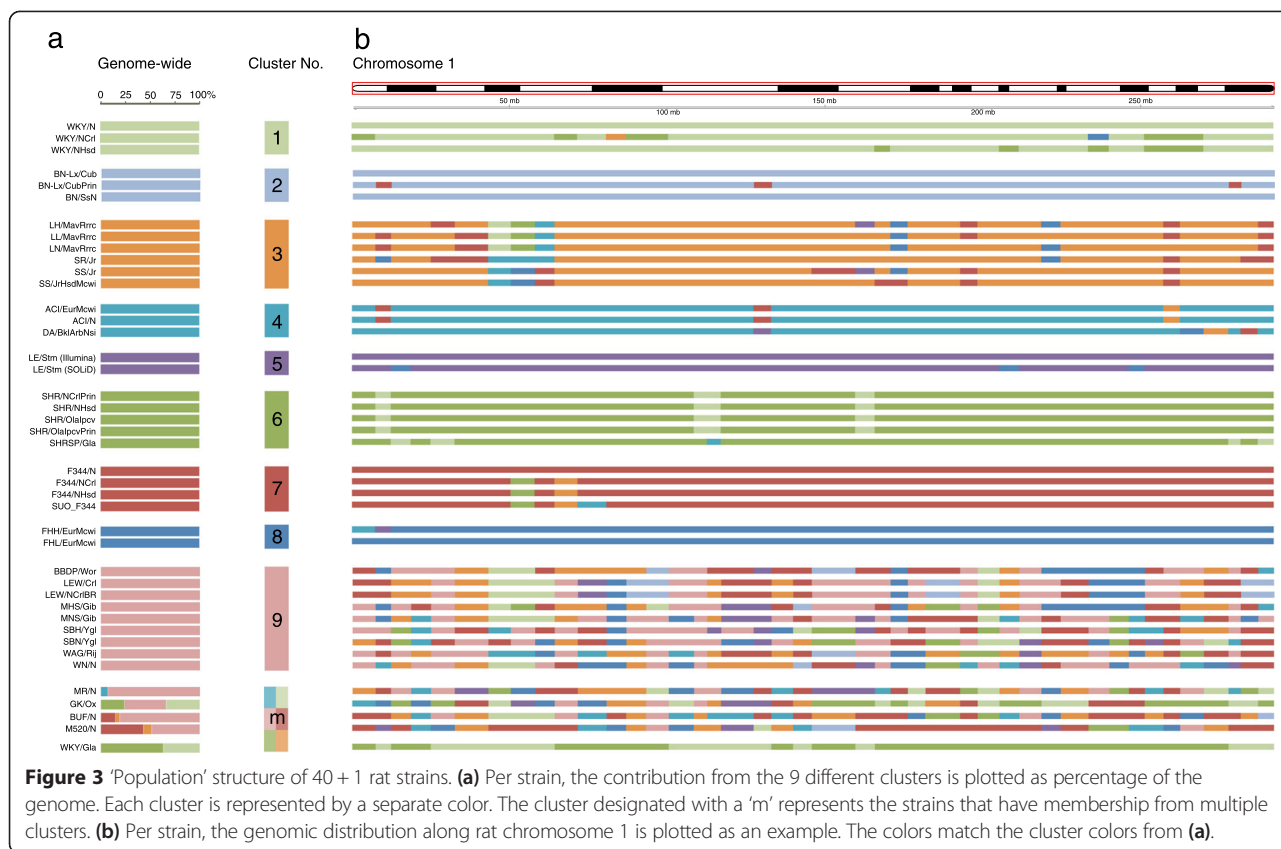 a
b
Genome-wide
Cluster No.
Chromosome 1
0 25 50 75 100%
50 mb
100 mb
150 mb
200 mb
250 mb
WKY/N
WKY/NCrl
WKY/NHsd
1
BN-Lx/Cub
BN-Lx/CubPrin
BN/SsN
2
LH/MavRrrc
LL/MavRrrc
LN/MavRrrc
SR/Jr
SS/Jr
SS/JrHsdMcwi
3
ACI/EurMcwi
ACI/N
DA/BklArbNsi
4
LE/Stm (Illumina)
LE/Stm (SOLiD)
5
SHR/NCrlPrin
SHR/NHsd
SHR/OlaIpcv
SHR/OlaIpcvPrin
SHRSP/Gla
6
F344/N
F344/NCrl
F344/NHsd
SUO_F344
7
FHH/EurMcwi
FHL/EurMcwi
8
BBDP/Wor
LEW/Crl
LEW/NCrlBR
MHS/Gib
MNS/Gib
SBH/Ygl
SBN/Ygl
WAG/Rij
WN/N
9
MR/N
GK/Ox
BUF/N
M520/N
WKY/Gla
m
Figure 3 'Population' structure of 40 + 1 rat strains. (a) Per strain, the contribution from the 9 different clusters is plotted as percentage of the
genome. Each cluster is represented by a separate color. The cluster designated with a 'm' represents the strains that have membership from multiple
clusters. (b) Per strain, the genomic distribution along rat chromosome 1 is plotted as an example. The colors match the cluster colors from (a).